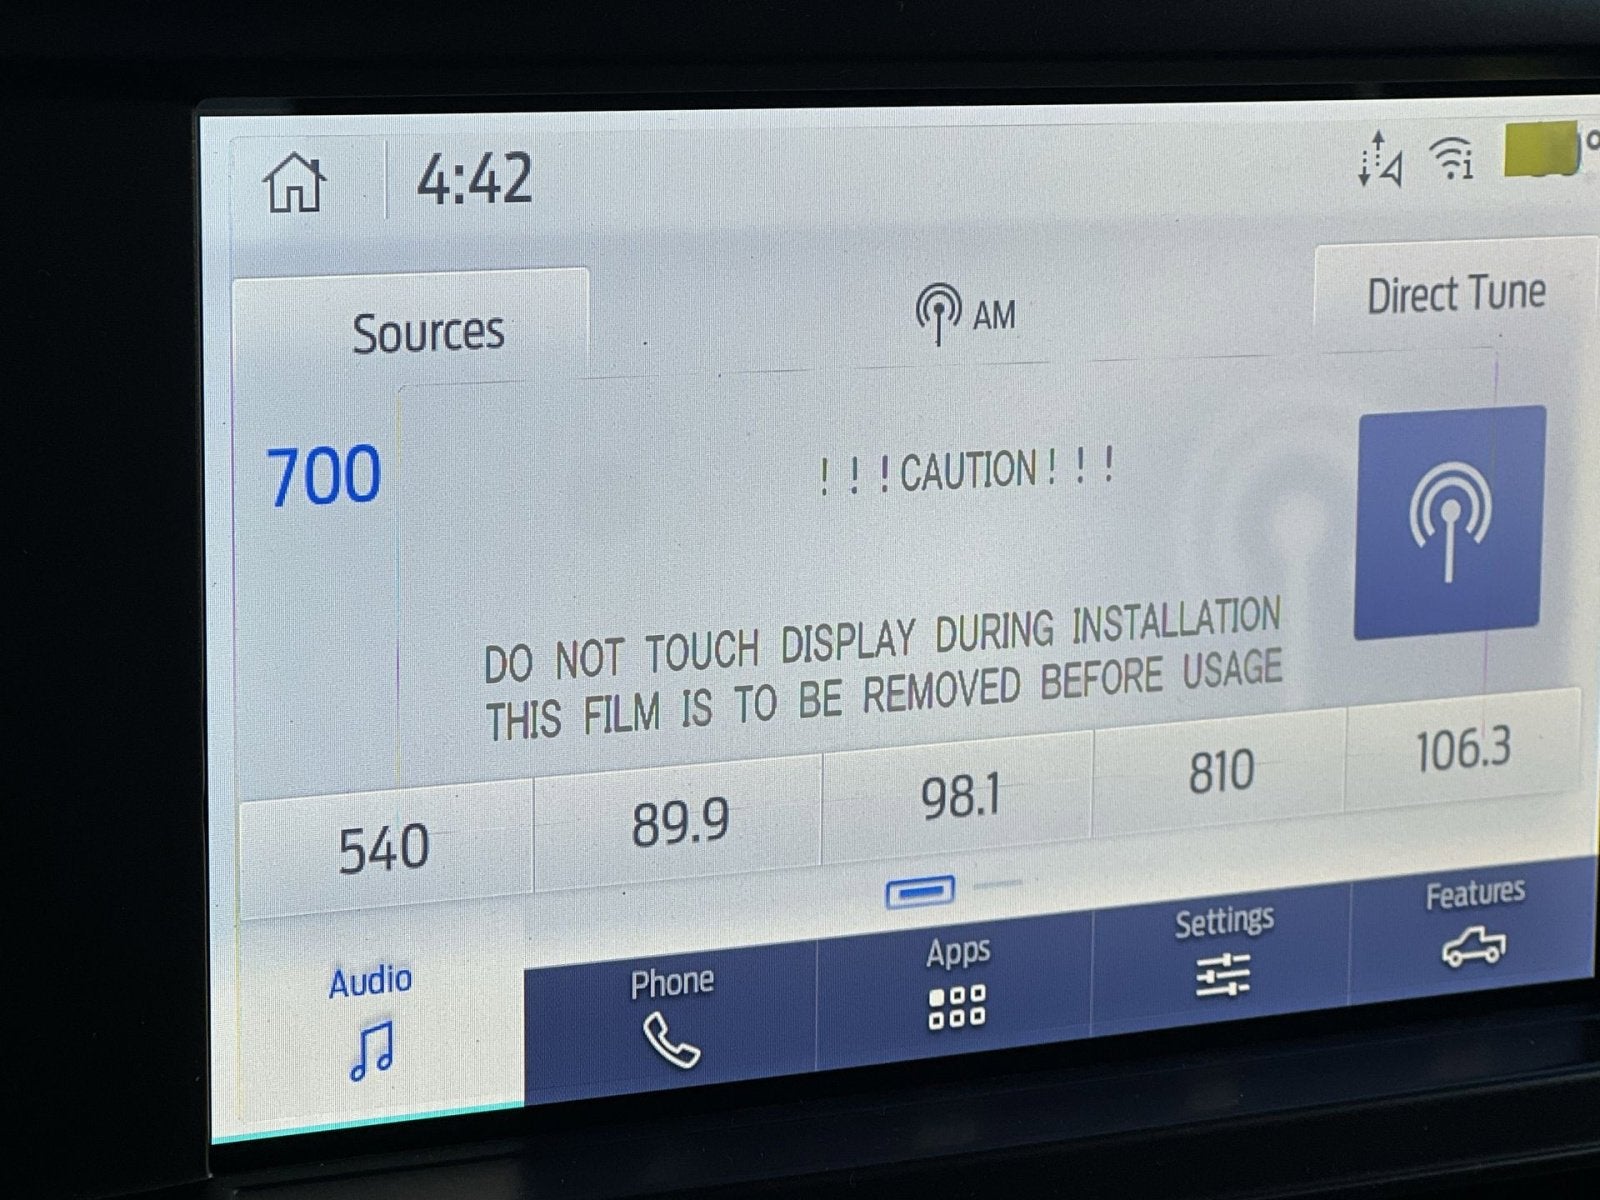 4:42
Sources
AM
Direct Tune
700
! ! ! CAUTION ! ! !
DO NOT TOUCH DISPLAY DURING INSTALLATION
THIS FILM IS TO BE REMOVED BEFORE USAGE
540 89.9 98.1 810 106.3
Audio Phone Apps Settings Features